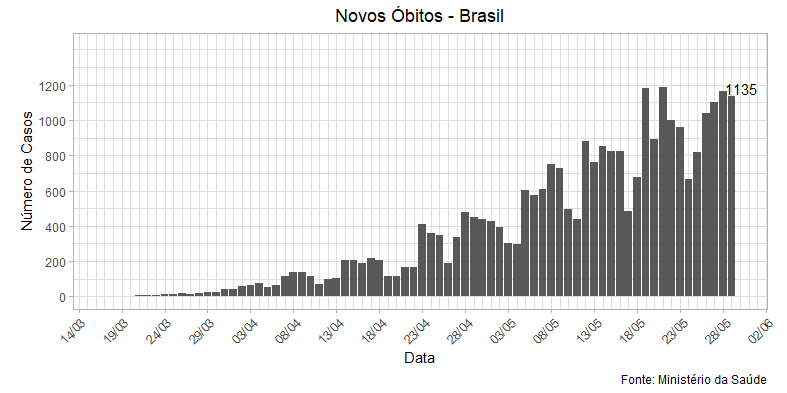 Novos Óbitos - Brasil
Número de Casos
1200
1000
800
600
400
200
0
1135
14/03 19/03 24/03 29/03 03/04 08/04 13/04 18/04 23/04 28/04 03/05 08/05 13/05 18/05 23/05 28/05 02/06
Data
Fonte: Ministério da Saúde